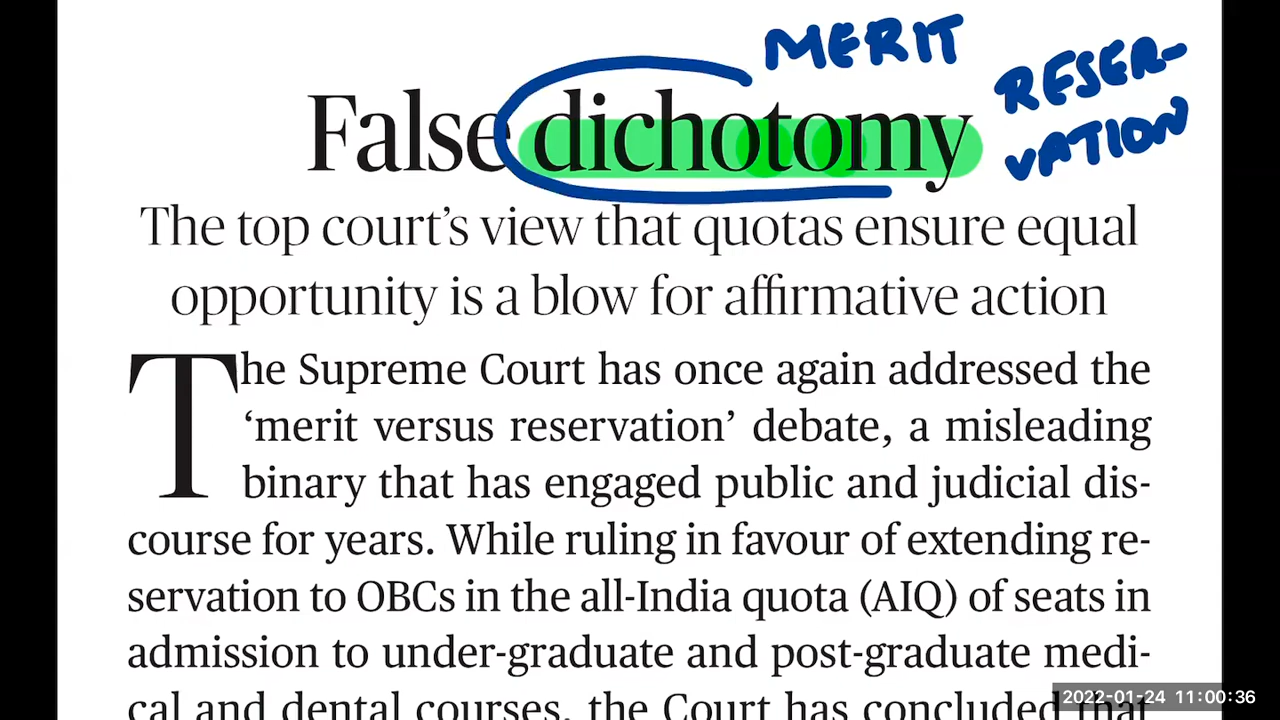 MERIT
RESER-
VATION
False dichotomy
The top court's view that quotas ensure equal
opportunity is a blow for affirmative action
The Supreme Court has once again addressed the
‘merit versus reservation’ debate, a misleading
binary that has engaged public and judicial dis-
course for years. While ruling in favour of extending re-
servation to OBCs in the all-India quota (AIQ) of seats in
admission to under-graduate and post-graduate medi-
cal and dental courses, the Court has concluded that
2022-01-24 11:00:36